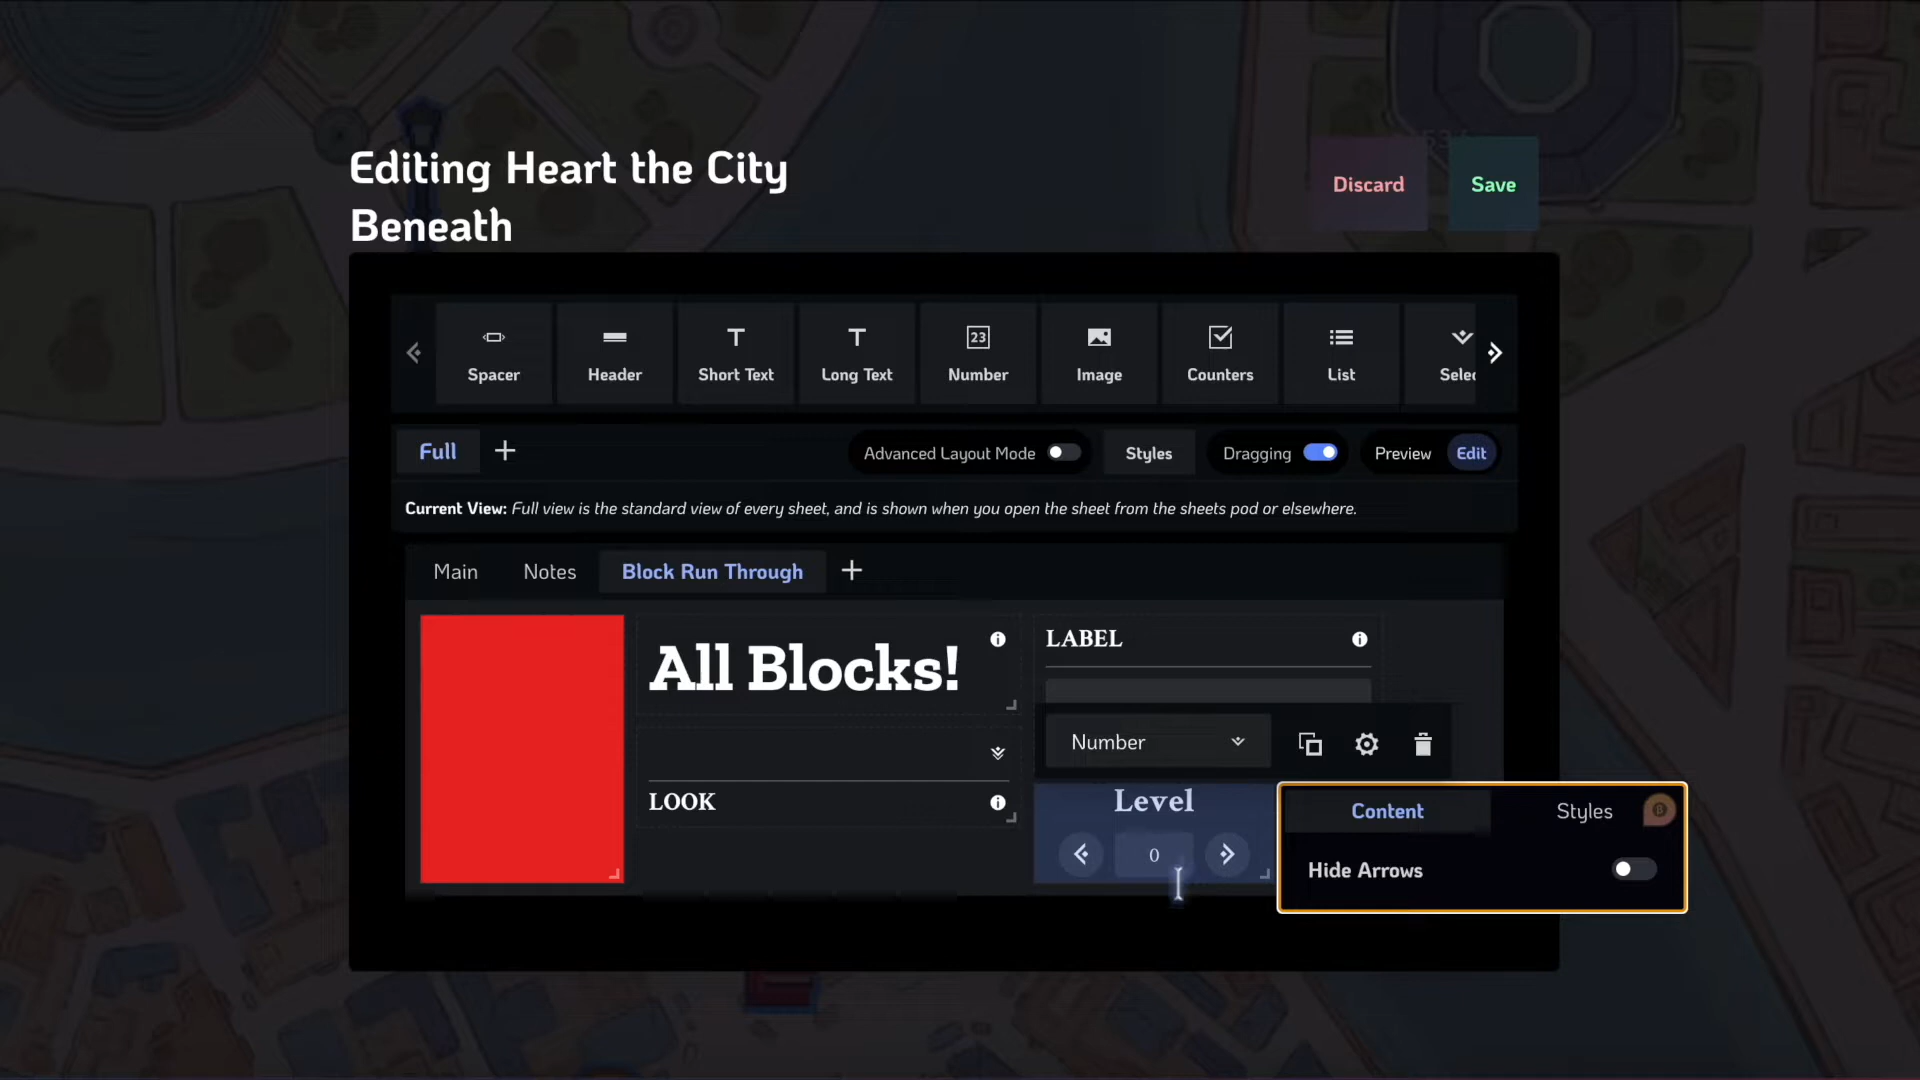 Editing Heart the City
Beneath
Discard
Save
Spacer
Header
Short Text
Long Text
23
Number
Image
Counters
List
Selec
Full
Advanced Layout Mode
Styles
Dragging
Preview
Edit
Current View: Full view is the standard view of every sheet, and is shown when you open the sheet from the sheets pod or elsewhere.
Main
Notes
Block Run Through
All Blocks!
LABEL
Number
LOOK
Level
0
Content
Styles
Hide Arrows